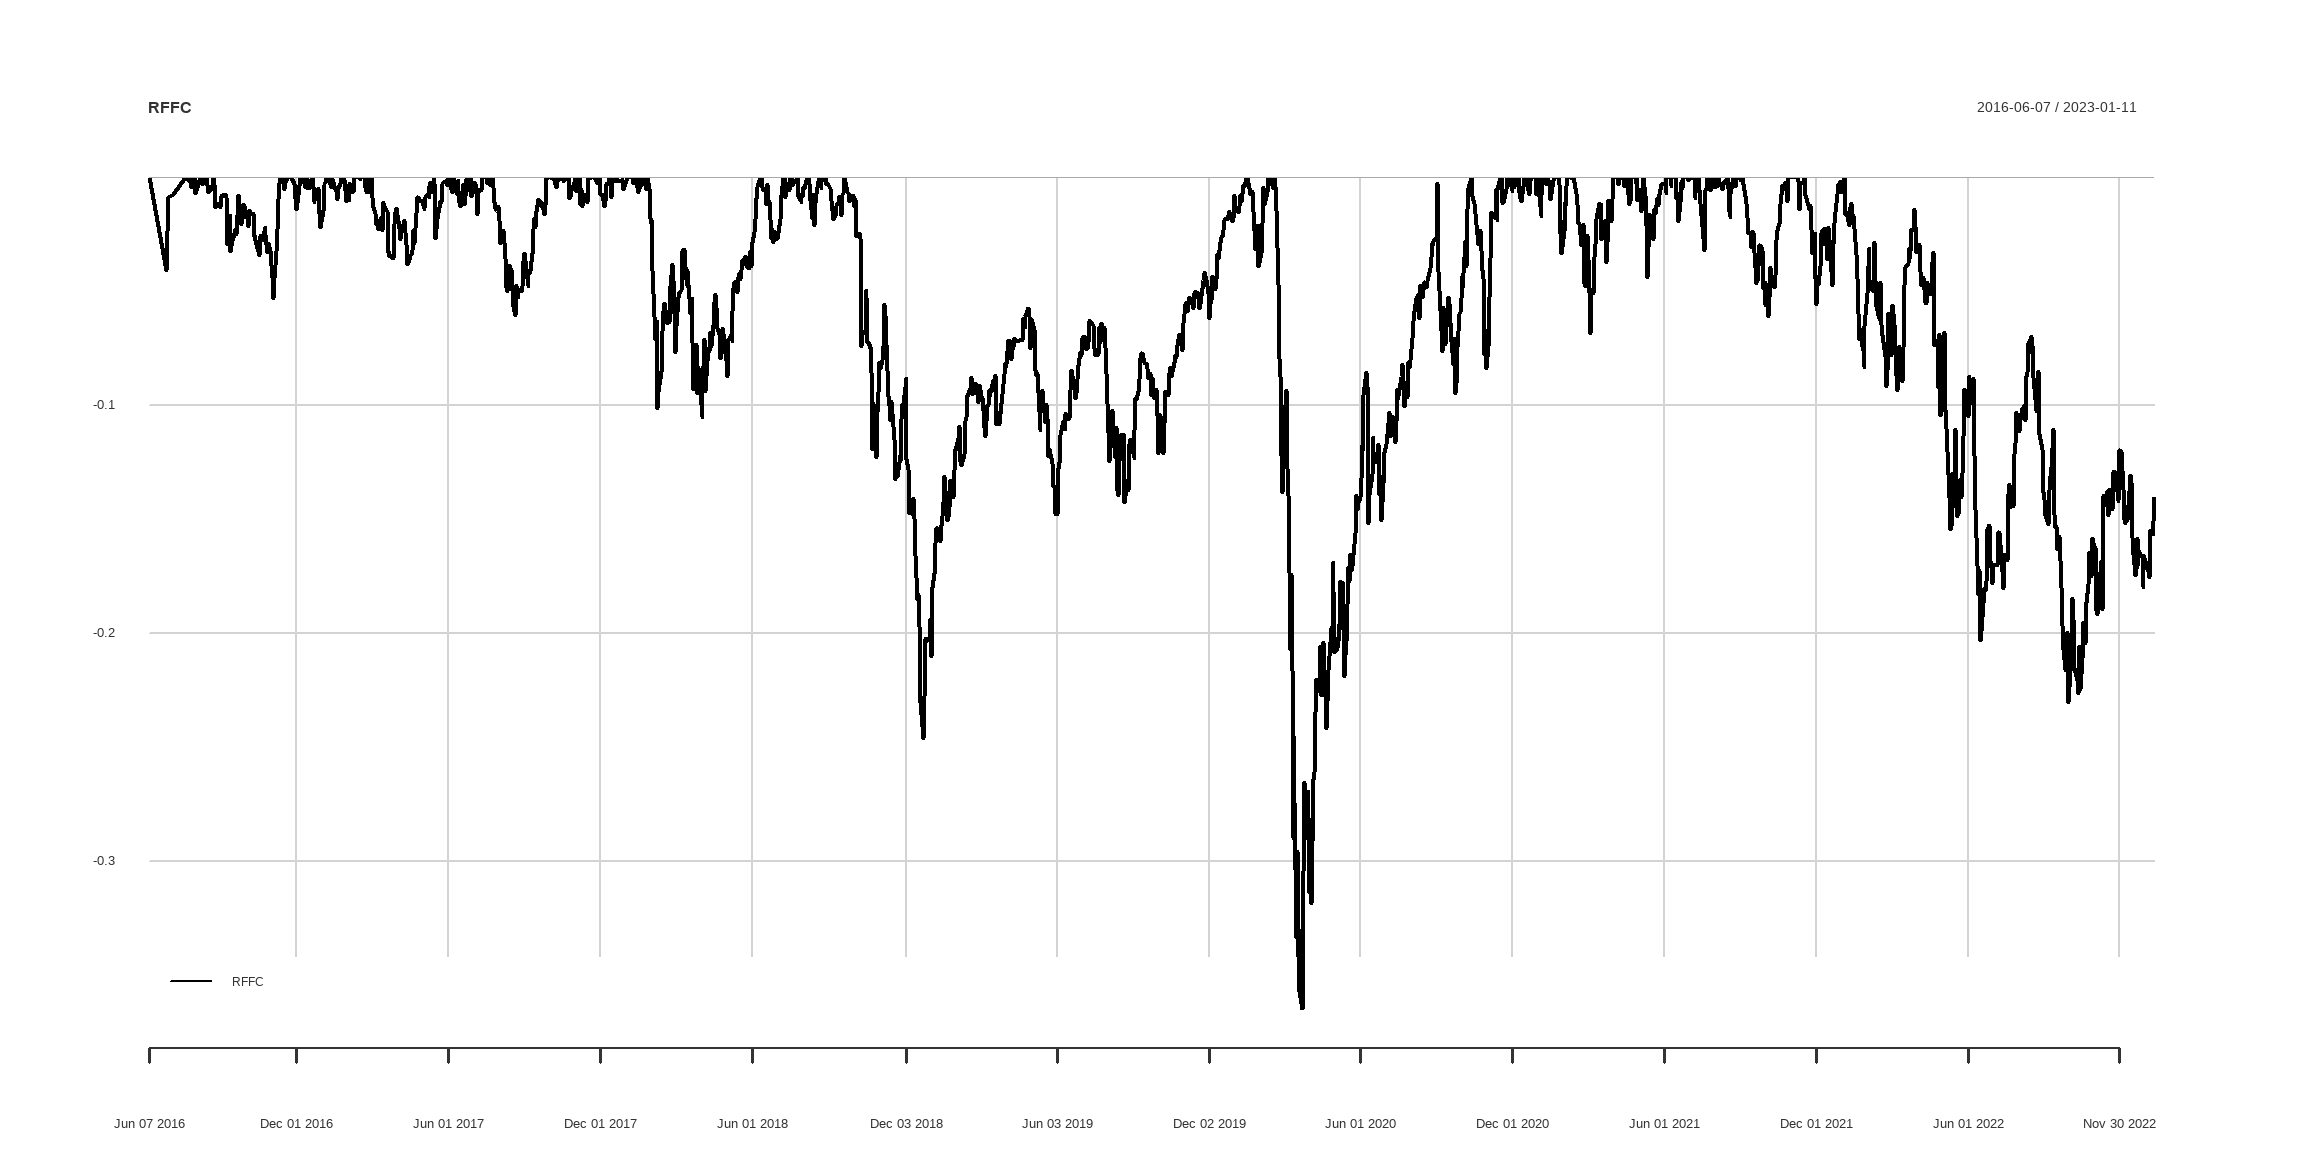 RFFC
2016-06-07 / 2023-01-11
-0.1
-0.2
-0.3
RFFC
Jun 07 2016
Dec 01 2016
Jun 01 2017
Dec 01 2017
Jun 01 2018
Dec 03 2018
Jun 03 2019
Dec 02 2019
Jun 01 2020
Dec 01 2020
Jun 01 2021
Dec 01 2021
Jun 01 2022
Nov 30 2022